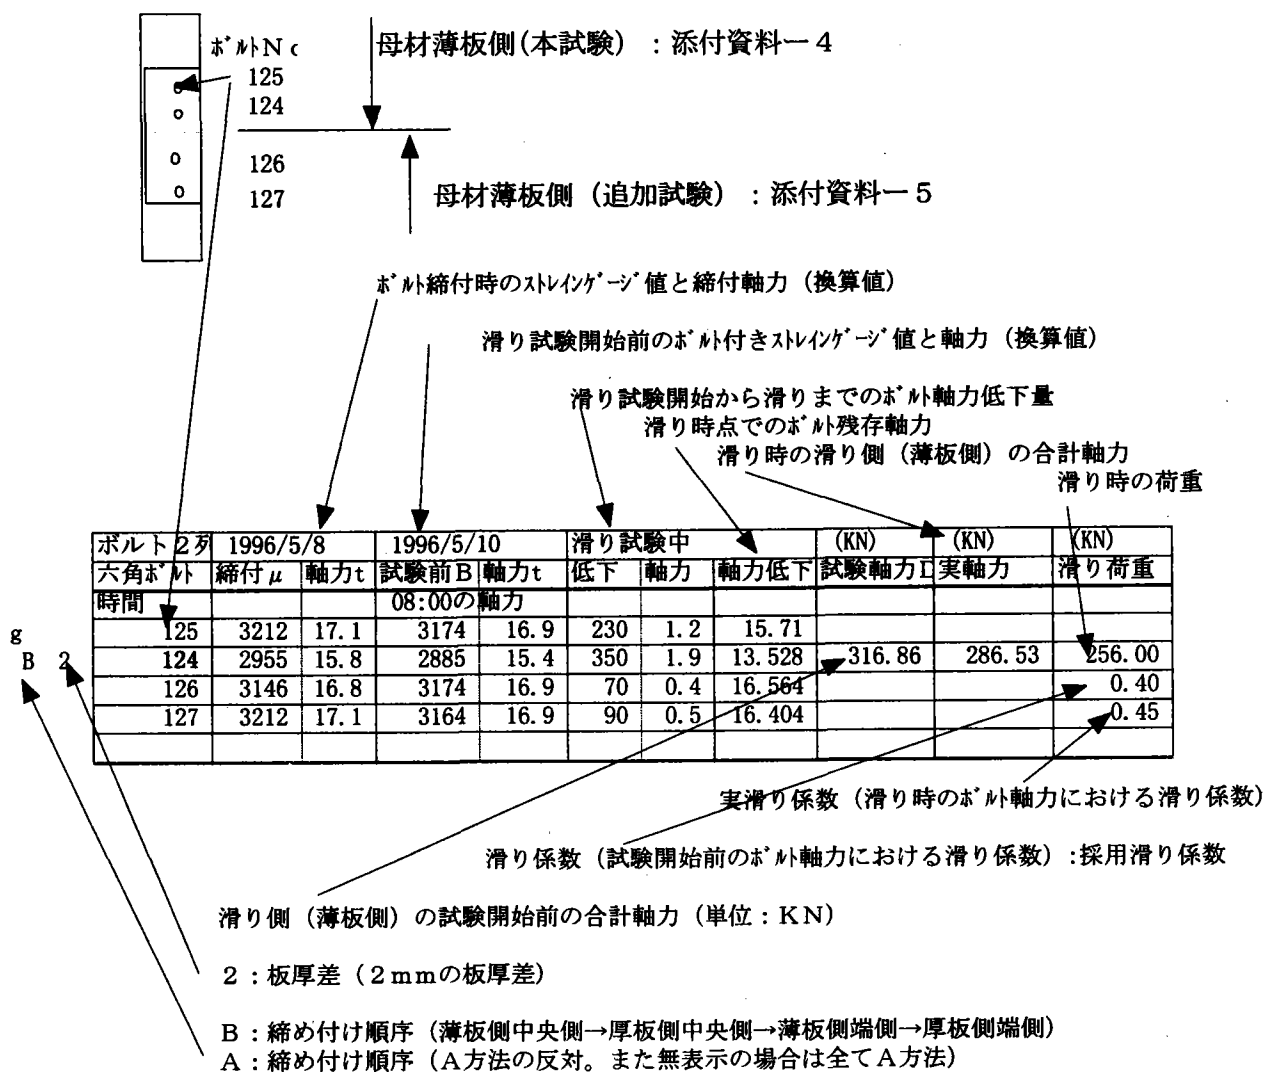 ﾎﾞﾙﾄNo
125
124
126
127
母材薄板側(本試験）：添付資料－４
母材薄板側（追加試験）：添付資料－５
ﾎﾞﾙﾄ締付時のｽﾄﾚｲﾝｹﾞｰｼﾞ値と締付軸力（換算値）
滑り試験開始前のﾎﾞﾙﾄ付きｽﾄﾚｲﾝｹﾞｰｼﾞ値と軸力（換算値）
滑り試験開始から滑りまでのﾎﾞﾙﾄ軸力低下量
滑り時点でのﾎﾞﾙﾄ残存軸力
滑り時の滑り側（薄板側）の合計軸力
滑り時の荷重
ボルト2列 1996/5/8 1996/5/10 滑り試験中 (KN) (KN) (KN)
六角ﾎﾞﾙﾄ 締付μ 軸力t 試験前B 軸力t 低下 軸力 軸力低下 試験軸力 実軸力 滑り荷重
時間 08:00の軸力
125 3212 17.1 3174 16.9 230 1.2 15.71
g
B 2 124 2955 15.8 2885 15.4 350 1.9 13.528 316.86 286.53 256.00
126 3146 16.8 3174 16.9 70 0.4 16.564 0.40
127 3212 17.1 3164 16.9 90 0.5 16.404 0.45
実滑り係数（滑り時のﾎﾞﾙﾄ軸力における滑り係数）
滑り係数（試験開始前のﾎﾞﾙﾄ軸力における滑り係数）:採用滑り係数
滑り側（薄板側）の試験開始前の合計軸力（単位：ＫＮ）
２：板厚差（２ｍｍの板厚差）
Ｂ：締め付け順序（薄板側中央側→厚板側中央側→薄板側端側→厚板側端側）
Ａ：締め付け順序（Ａ方法の反対。また無表示の場合は全てＡ方法）